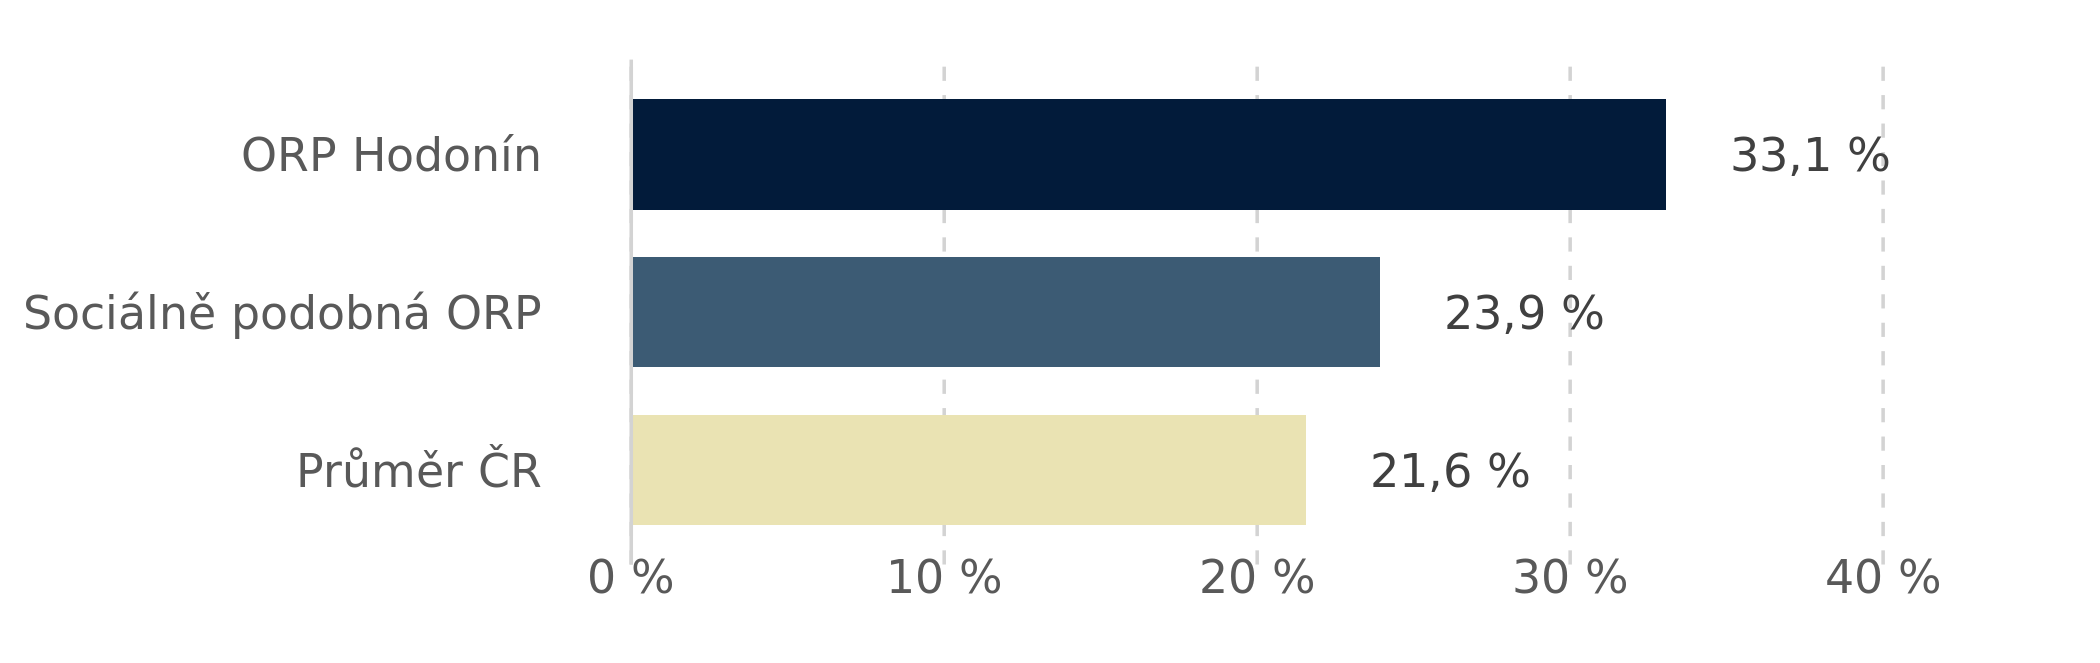 ORP Hodonín 33,1 %
Sociálně podobná ORP 23,9 %
Průměr ČR 21,6 %
0 % 10 % 20 % 30 % 40 %